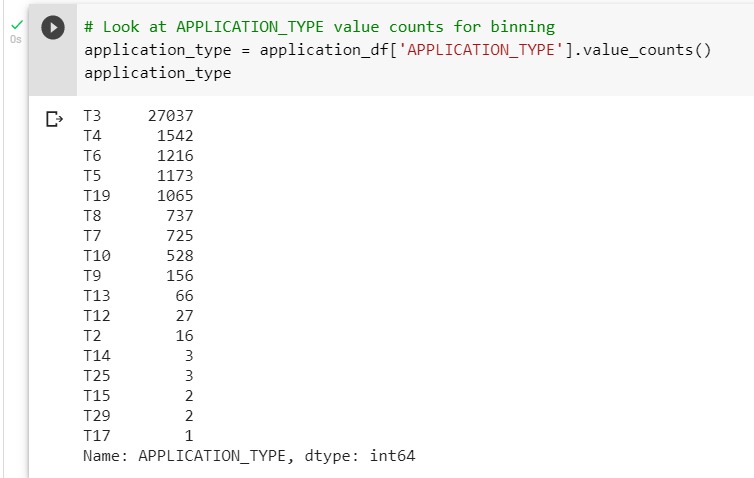 # Look at APPLICATION_TYPE value counts for binning
0s
application_type = application_df['APPLICATION_TYPE'].value_counts()
application_type
T3 27037
T4 1542
T6 1216
T5 1173
T19 1065
T8 737
T7 725
T10 528
T9 156
T13 66
T12 27
T2 16
T14 3
T25 3
T15 2
T29 2
T17 1
Name: APPLICATION_TYPE, dtype: int64